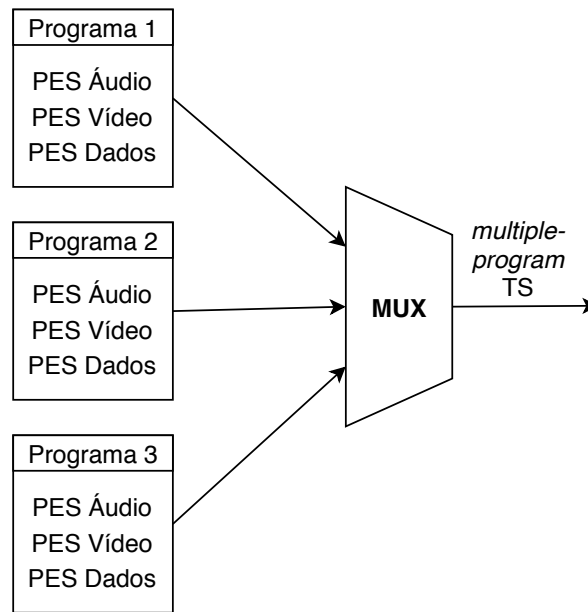 Programa 1
PES Áudio
PES Vídeo
PES Dados
Programa 2
PES Áudio
PES Vídeo
PES Dados
Programa 3
PES Áudio
PES Vídeo
PES Dados
MUX
multiple-
program
TS